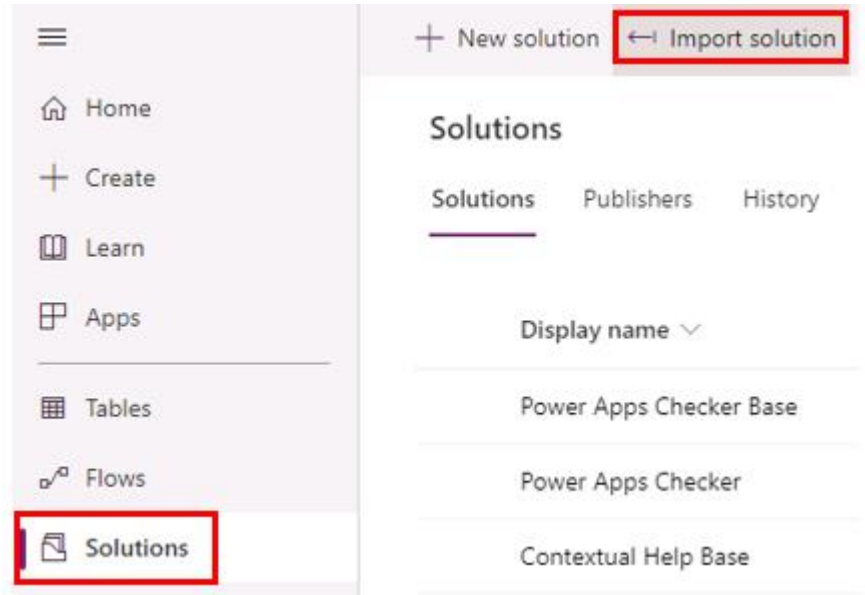 Home
Create
Learn
Apps
Tables
Flows
Solutions
New solution
Import solution
Solutions
Solutions Publishers History
Display name
Power Apps Checker Base
Power Apps Checker
Contextual Help Base